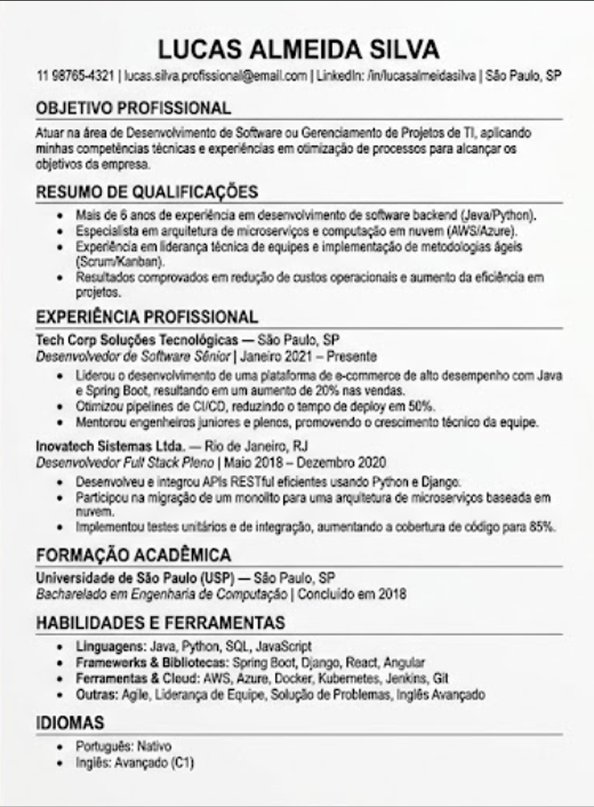 LUCAS ALMEIDA SILVA
11 98765-4321 | lucas.silva.profissional@email.com | LinkedIn: /in/lucasalmeidasilva | São Paulo, SP
OBJETIVO PROFISSIONAL
Atuar na área de Desenvolvimento de Software ou Gerenciamento de Projetos de TI, aplicando
minhas competências técnicas e experiências em otimização de processos para alcançar os
objetivos da empresa.
RESUMO DE QUALIFICAÇÕES
• Mais de 6 anos de experiência em desenvolvimento de software backend (Java/Python).
• Especialista em arquitetura de microserviços e computação em nuvem (AWS/Azure).
• Experiência em liderança técnica de equipes e implementação de metodologias ágeis
(Scrum/Kanban).
• Resultados comprovados em redução de custos operacionais e aumento da eficiência em
projetos.
EXPERIÊNCIA PROFISSIONAL
Tech Corp Soluções Tecnológicas — São Paulo, SP
Desenvolvedor de Software Sênior | Janeiro 2021 – Presente
• Liderou o desenvolvimento de uma plataforma de e-commerce de alto desempenho com Java
e Spring Boot, resultando em um aumento de 20% nas vendas.
• Otimizou pipelines de CI/CD, reduzindo o tempo de deploy em 50%.
• Mentorou engenheiros juniores e plenos, promovendo o crescimento técnico da equipe.
Inovatech Sistemas Ltda. — Rio de Janeiro, RJ
Desenvolvedor Full Stack Pleno | Maio 2018 – Dezembro 2020
• Desenvolveu e integrou APIs RESTful eficientes usando Python e Django.
• Participou na migração de um monolito para uma arquitetura de microserviços baseada em
nuvem.
• Implementou testes unitários e de integração, aumentando a cobertura de código para 85%.
FORMAÇÃO ACADÊMICA
Universidade de São Paulo (USP) — São Paulo, SP
Bacharelado em Engenharia de Computação | Concluído em 2018
HABILIDADES E FERRAMENTAS
• Linguagens: Java, Python, SQL, JavaScript
• Frameworks & Bibliotecas: Spring Boot, Django, React, Angular
• Ferramentas & Cloud: AWS, Azure, Docker, Kubernetes, Jenkins, Git
• Outras: Agile, Liderança de Equipe, Solução de Problemas, Inglês Avançado
IDIOMAS
• Português: Nativo
• Inglês: Avançado (C1)